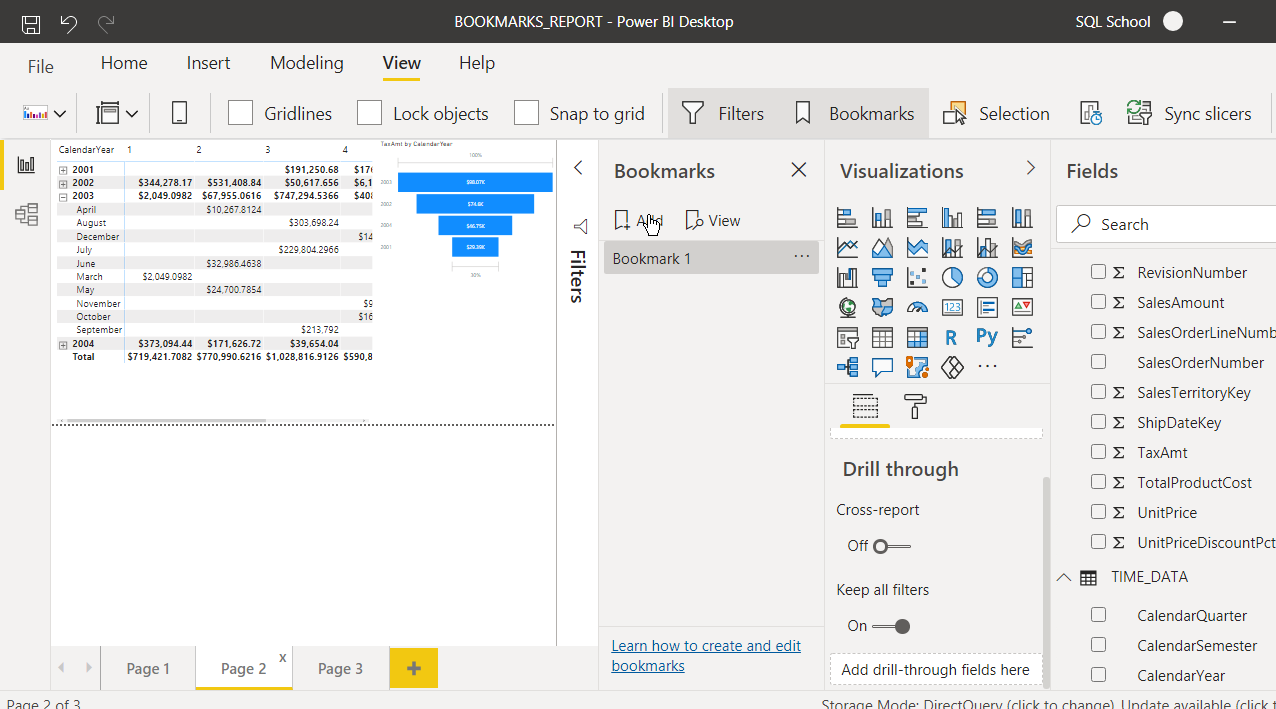 BOOKMARKS_REPORT - Power BI Desktop
SQL School
File Home Insert Modeling View Help
Gridlines Lock objects Snap to grid Filters Bookmarks Selection Sync slicers
CalendarYear 1 2 3 4
2001 $191,250.68 $170
2002 $344,278.17 $531,408.84 $50,617.656 $6,1
2003 $2,049.0982 $67,955.0616 $747,294.5366 $408
April $10,267.8124
August $303,698.24
December $14
July $229,804.2966
June $32,986.4638
March $2,049.0982
May $24,700.7854
November $9
October $16
September $213,792
2004 $373,094.44 $171,626.72 $39,654.04
Total $719,421.7082 $770,990.6216 $1,028,816.9126 $590,8
TaxAmt by CalendarYear
100%
2003 $98.07K
2002 $74.6K
2004 $46.75K
2001
30%
Filters
Bookmarks
Add View
Bookmark 1 ...
Learn how to create and edit
bookmarks
Visualizations
123
R Py
...
Drill through
Cross-report
Off
Keep all filters
On
Add drill-through fields here
Fields
Search
Σ RevisionNumber
Σ SalesAmount
Σ SalesOrderLineNumb
SalesOrderNumber
Σ SalesTerritoryKey
Σ ShipDateKey
Σ TaxAmt
Σ TotalProductCost
Σ UnitPrice
Σ UnitPriceDiscountPct
TIME_DATA
CalendarQuarter
CalendarSemester
CalendarYear
Page 1 Page 2 x Page 3 +
Page 2 of 3
Storage Mode: DirectQuery (click to change) Update available (click t